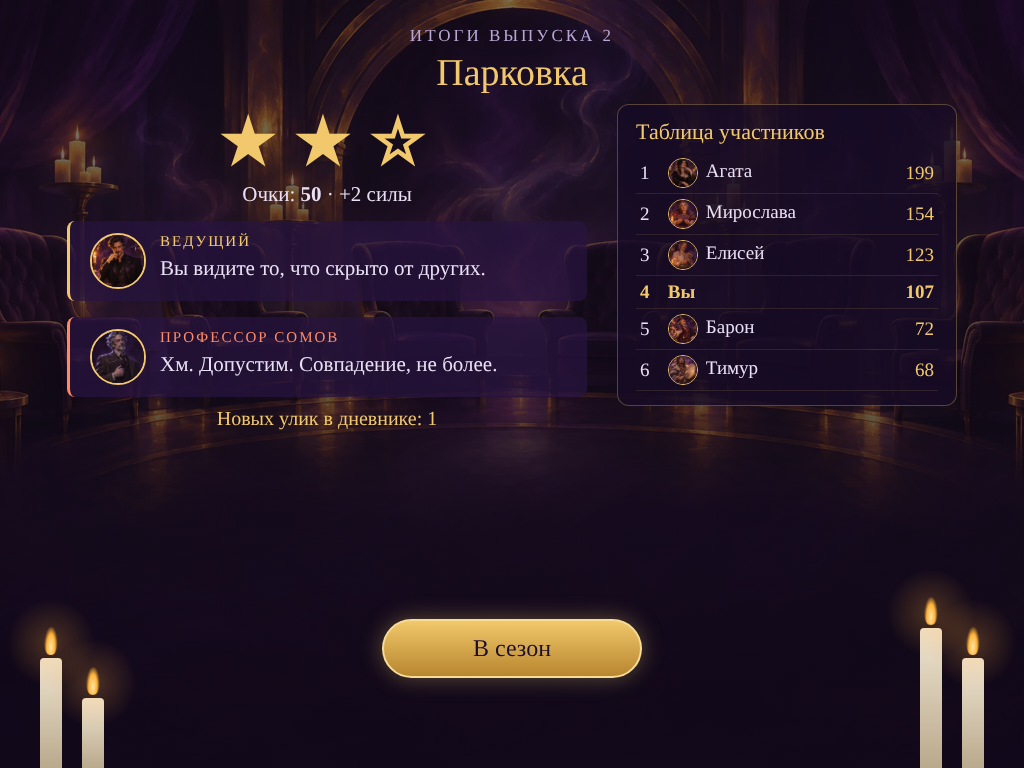 ИТОГИ ВЫПУСКА 2
Парковка
Очки: 50 · +2 силы
ВЕДУЩИЙ
Вы видите то, что скрыто от других.
ПРОФЕССОР СОМОВ
Хм. Допустим. Совпадение, не более.
Новых улик в дневнике: 1
Таблица участников
1 Агата 199
2 Мирослава 154
3 Елисей 123
4 Вы 107
5 Барон 72
6 Тимур 68
В сезон